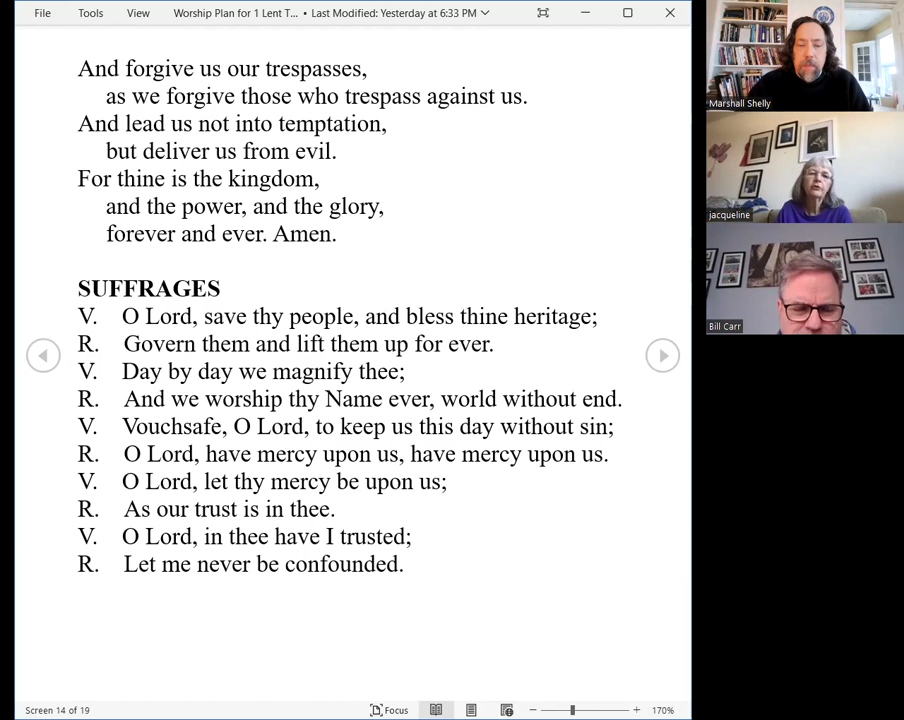 File Tools View Worship Plan for 1 Lent T... • Last Modified: Yesterday at 6:33 PM
And forgive us our trespasses,
as we forgive those who trespass against us.
And lead us not into temptation,
but deliver us from evil.
For thine is the kingdom,
and the power, and the glory,
forever and ever. Amen.
SUFFRAGES
V. O Lord, save thy people, and bless thine heritage;
R. Govern them and lift them up for ever.
V. Day by day we magnify thee;
R. And we worship thy Name ever, world without end.
V. Vouchsafe, O Lord, to keep us this day without sin;
R. O Lord, have mercy upon us, have mercy upon us.
V. O Lord, let thy mercy be upon us;
R. As our trust is in thee.
V. O Lord, in thee have I trusted;
R. Let me never be confounded.
Screen 14 of 19 Focus 170%
Marshall Shelly
jacqueline
Bill Carr